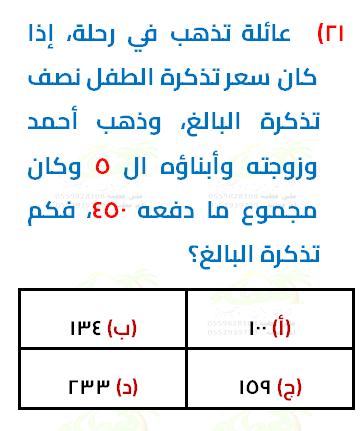 ٢١) عائلة تذهب في رحلة، إذا
كان سعر تذكرة الطفل نصف
تذكرة البالغ، وذهب أحمد
وزوجته وأبناؤه ال ٥ وكان
مجموع ما دفعه ٤٥٠، فكم
تذكرة البالغ؟
(أ) ١٠٠ (ب) ١٣٤
(ج) ١٥٩ (د) ٢٣٣